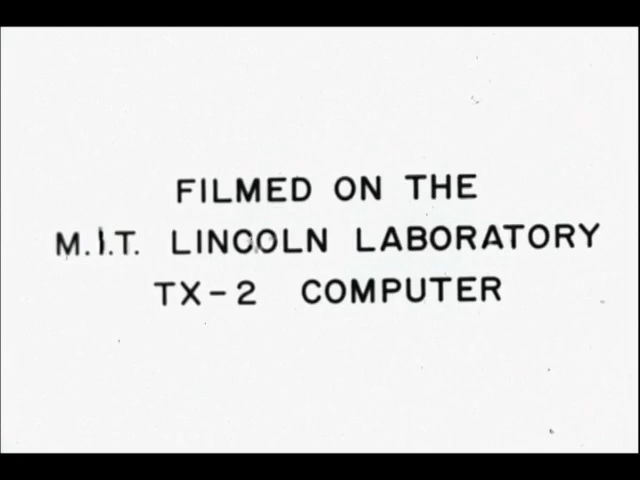 FILMED ON THE
M.I.T. LINCOLN LABORATORY
TX-2 COMPUTER